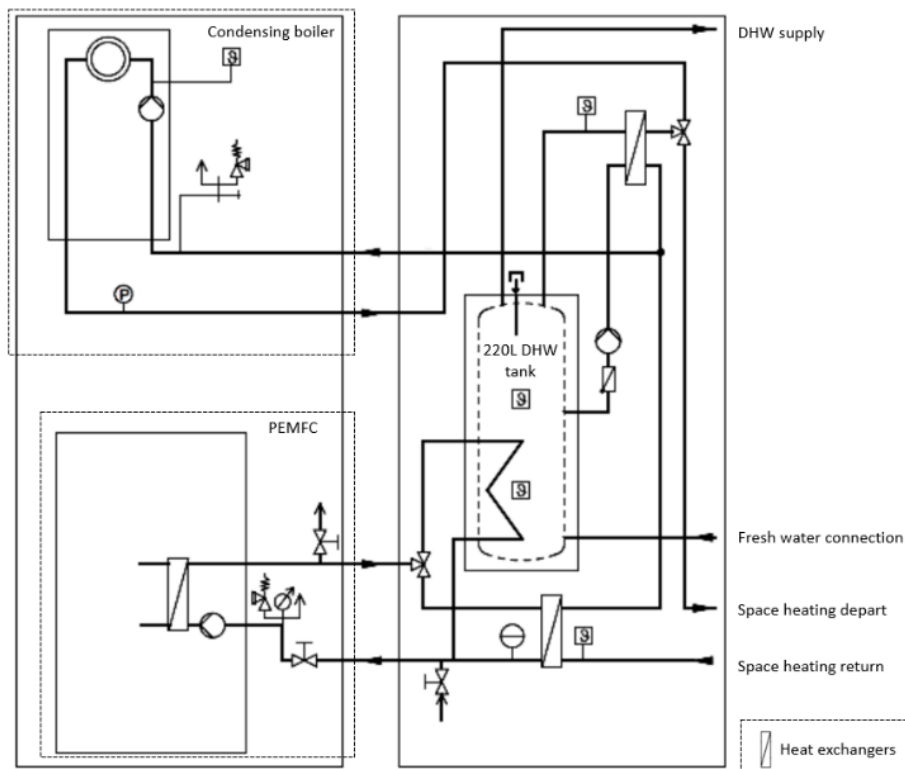 Condensing boiler
DHW supply
ϑ
ϑ
P
220L DHW
tank
ϑ
PEMFC
ϑ
Fresh water connection
Space heating depart
ϑ
Space heating return
Heat exchangers